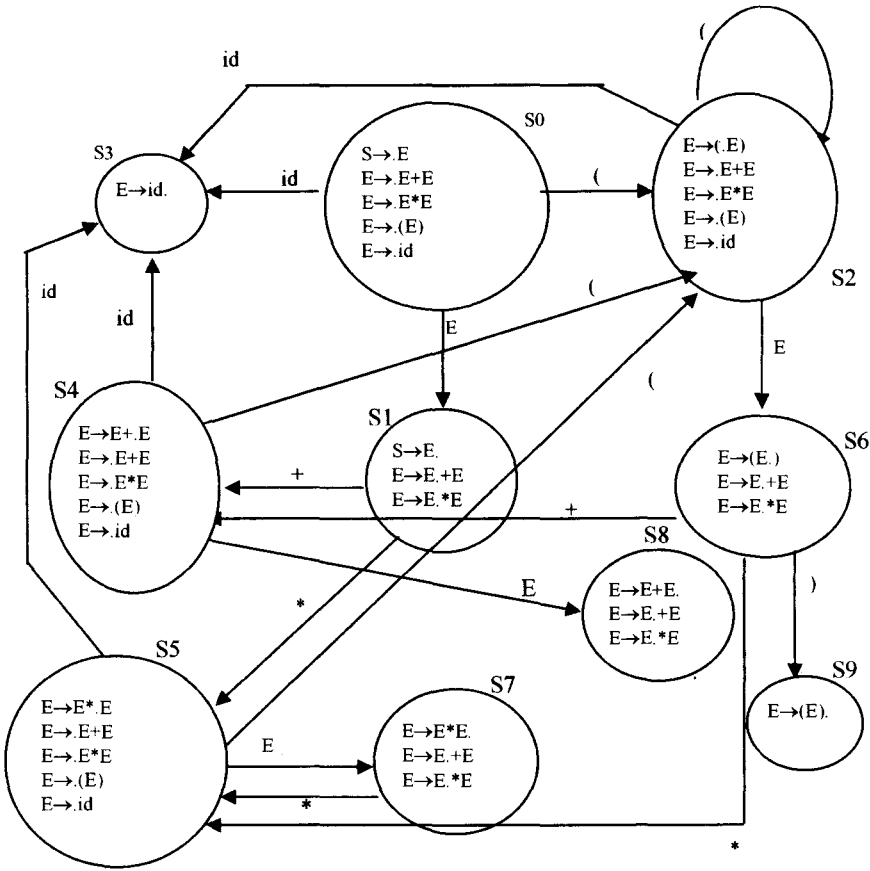 (
id
S0
S3
E→id.
id
S→.E
E→.E+E
E→.E*E
E→.(E)
E→.id
(
E→(.E)
E→.E+E
E→.E*E
E→.(E)
E→.id
S2
id
id
(
E
E
(
S4
E→E+.E
E→.E+E
E→.E*E
E→.(E)
E→.id
+
S1
S→E.
E→E.+E
E→E.*E
S6
E→(E.)
E→E.+E
E→E.*E
+
S8
E→E+E.
E→E.+E
E→E.*E
E
*
)
S5
E→E*.E
E→.E+E
E→.E*E
E→.(E)
E→.id
E
*
S7
E→E*E.
E→E.+E
E→E.*E
S9
E→(E).
*